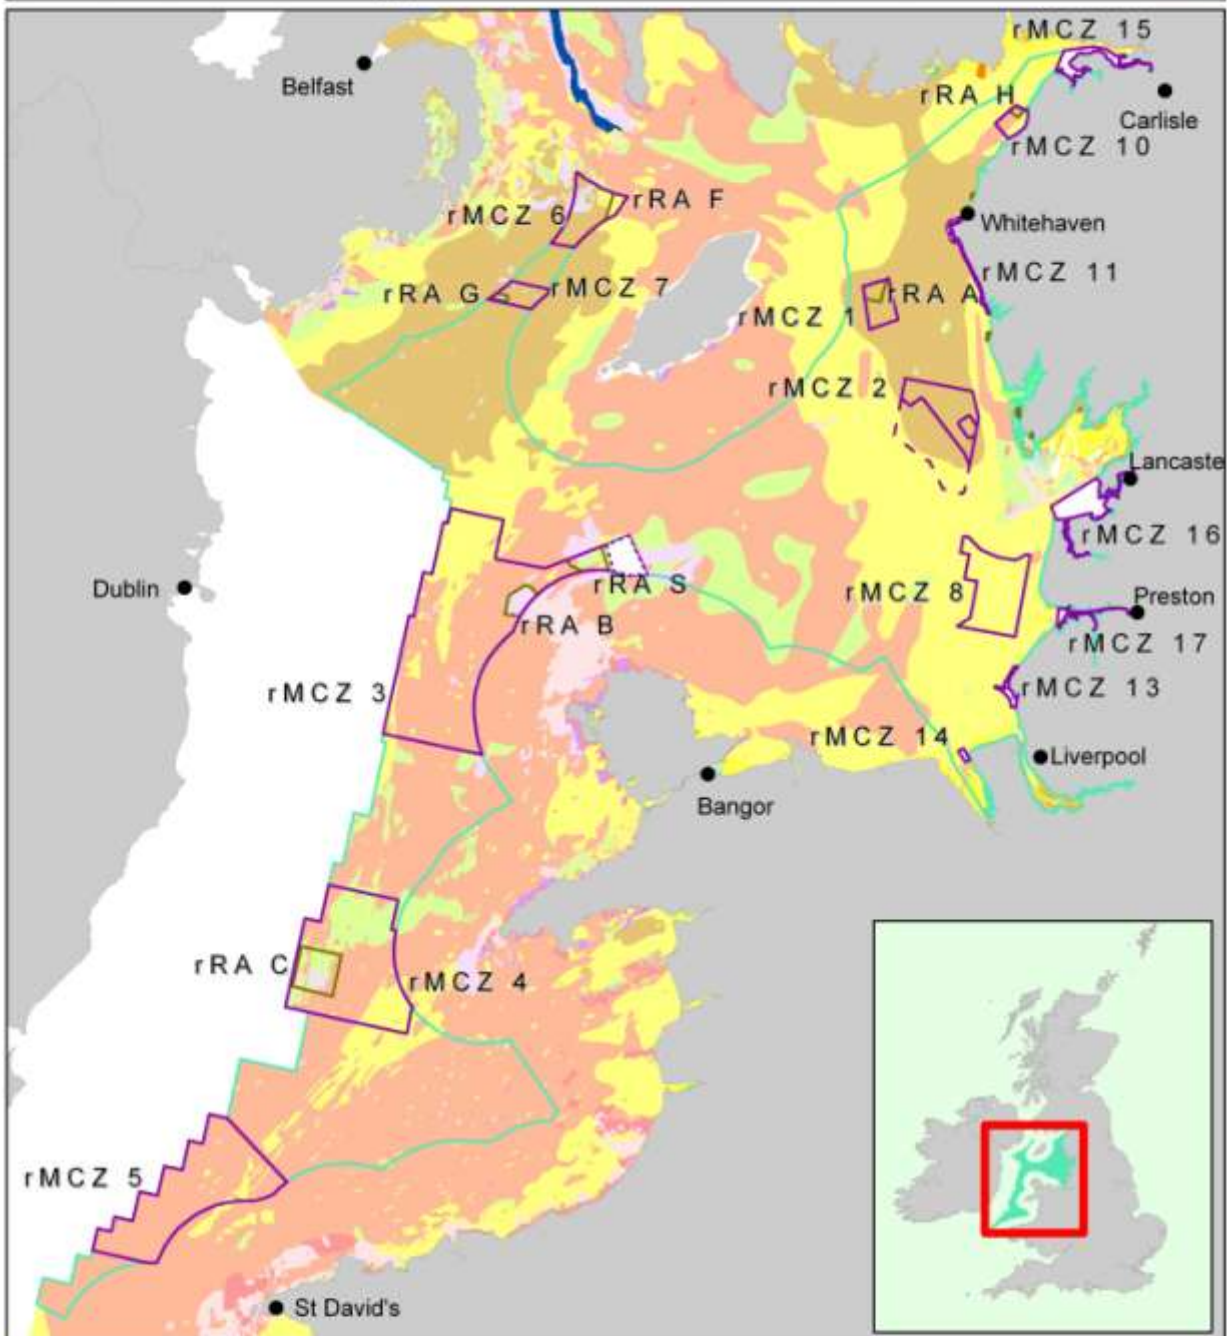 rMCZ 15
Belfast
rRA H
Carlisle
rMCZ 10
rMCZ 6
rRA F
Whitehaven
rMCZ 11
rRA G
rMCZ 7
rRA A
rMCZ 1
rMCZ 2
Lancaste
rMCZ 16
Dublin
rRA S
rMCZ 8
Preston
rRA B
rMCZ 17
rMCZ 3
rMCZ 13
rMCZ 14
Liverpool
Bangor
rRA C
rMCZ 4
rMCZ 5
St David's